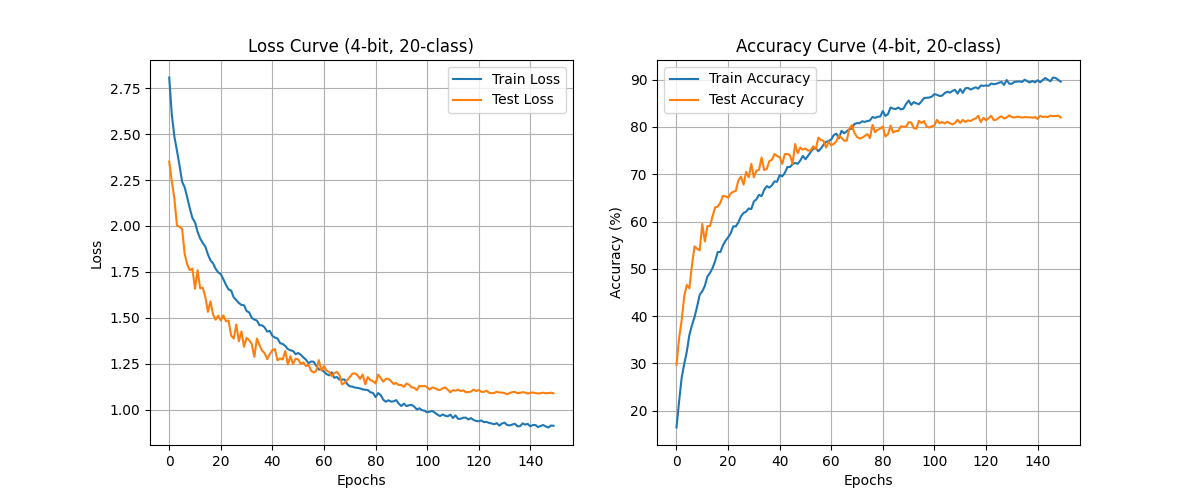 Loss Curve (4-bit, 20-class)
Train Loss
Test Loss
2.75
2.50
2.25
2.00
1.75
1.50
1.25
1.00
Loss
0 20 40 60 80 100 120 140
Epochs
Accuracy Curve (4-bit, 20-class)
Train Accuracy
Test Accuracy
90
80
70
60
50
40
30
20
Accuracy (%)
0 20 40 60 80 100 120 140
Epochs